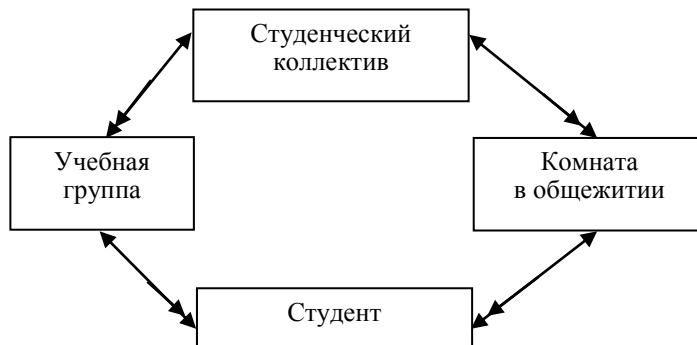 Студенческий
коллектив
Учебная
группа
Комната
в общежитии
Студент